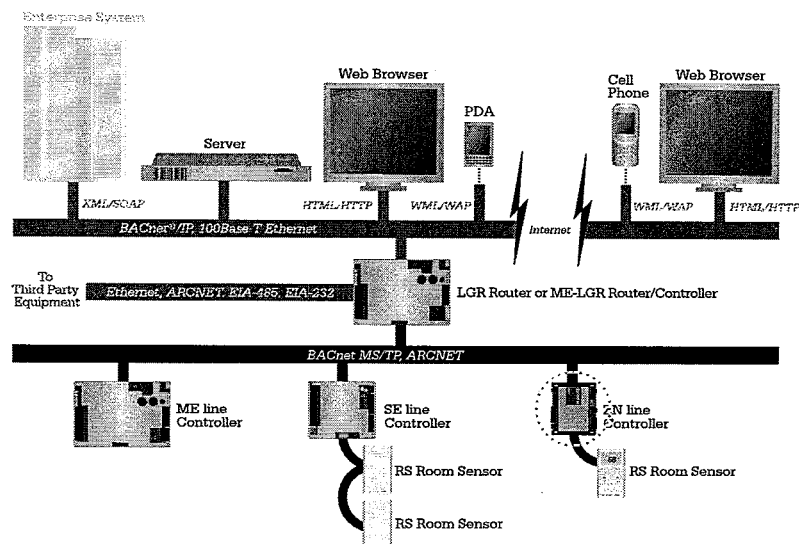 Enterprise System
Web Browser
Cell
Phone
Web Browser
PDA
Server
XML/SOAP
HTML/HTTP
WML/WAP
Internet
WML/WAP
HTML/HTTP
BACnet®/IP, 100Base-T Ethernet
To
Third Party
Equipment
Ethernet, ARCNET, EIA-485, EIA-232
LGR Router or ME-LGR Router/Controller
BACnet MS/TP, ARCNET
ME line
Controller
SE line
Controller
ZN line
Controller
RS Room Sensor
RS Room Sensor
RS Room Sensor